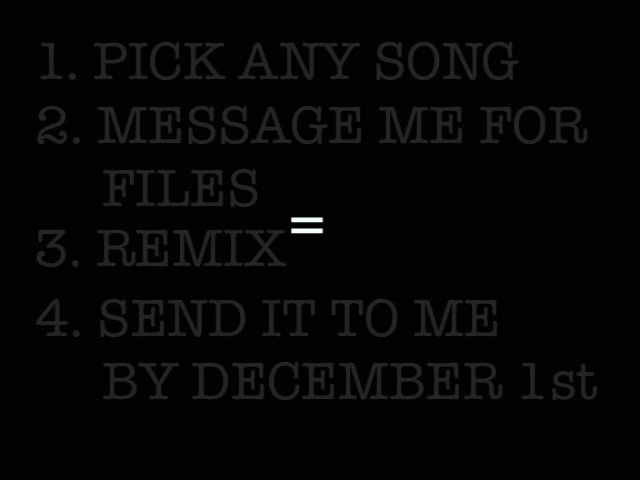 1. PICK ANY SONG
2. MESSAGE ME FOR
FILES
=
3. REMIX
4. SEND IT TO ME
BY DECEMBER 1st